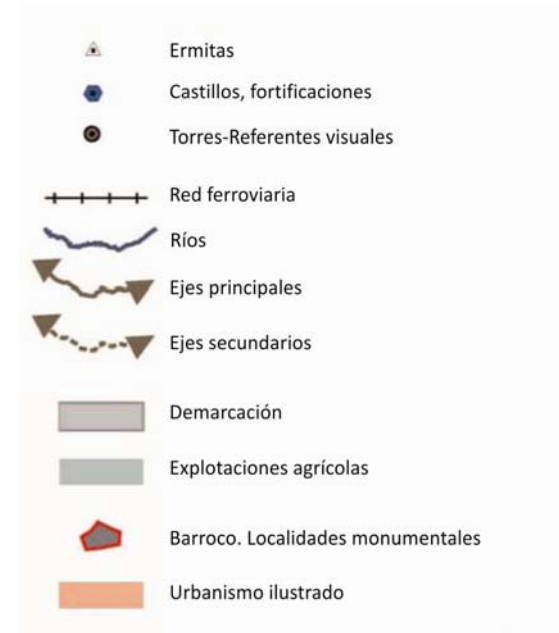 Ermitas
Castillos, fortificaciones
Torres-Referentes visuales
Red ferroviaria
Ríos
Ejes principales
Ejes secundarios
Demarcación
Explotaciones agrícolas
Barroco. Localidades monumentales
Urbanismo ilustrado